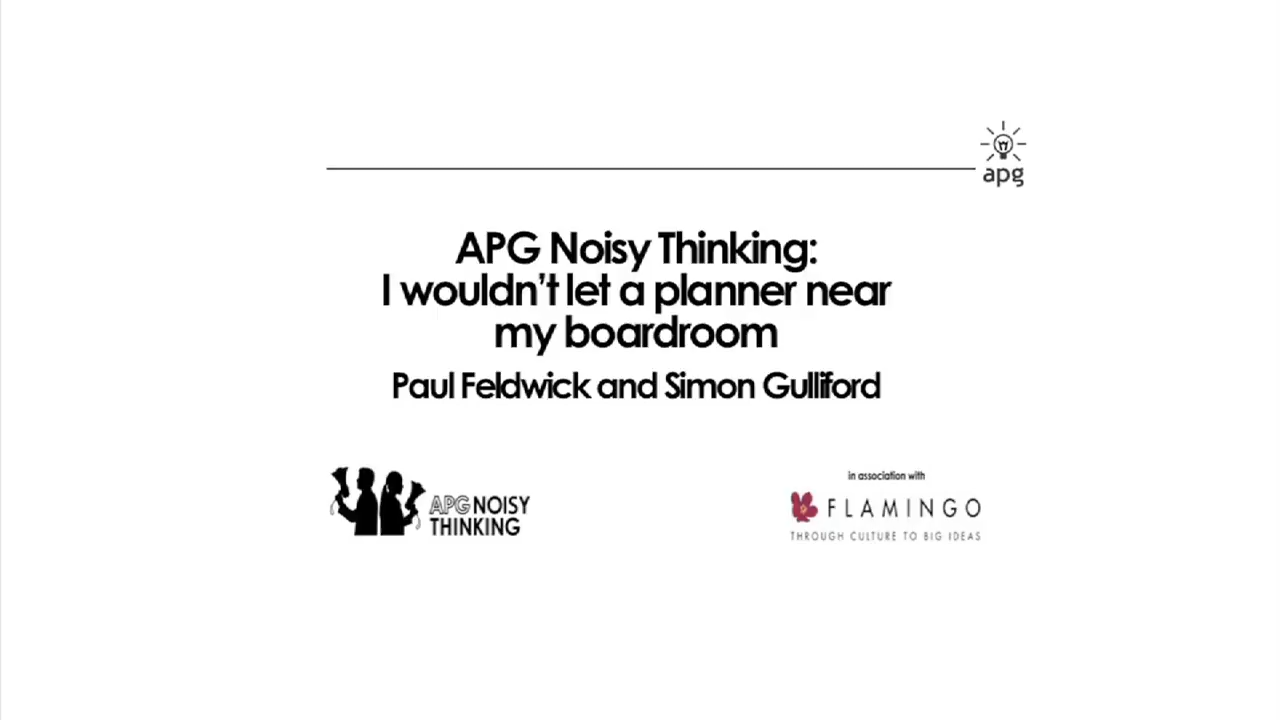 apg
APG Noisy Thinking:
I wouldn't let a planner near
my boardroom
Paul Feldwick and Simon Gulliford
APG NOISY
THINKING
in association with
FLAMINGO
THROUGH CULTURE TO BIG IDEAS